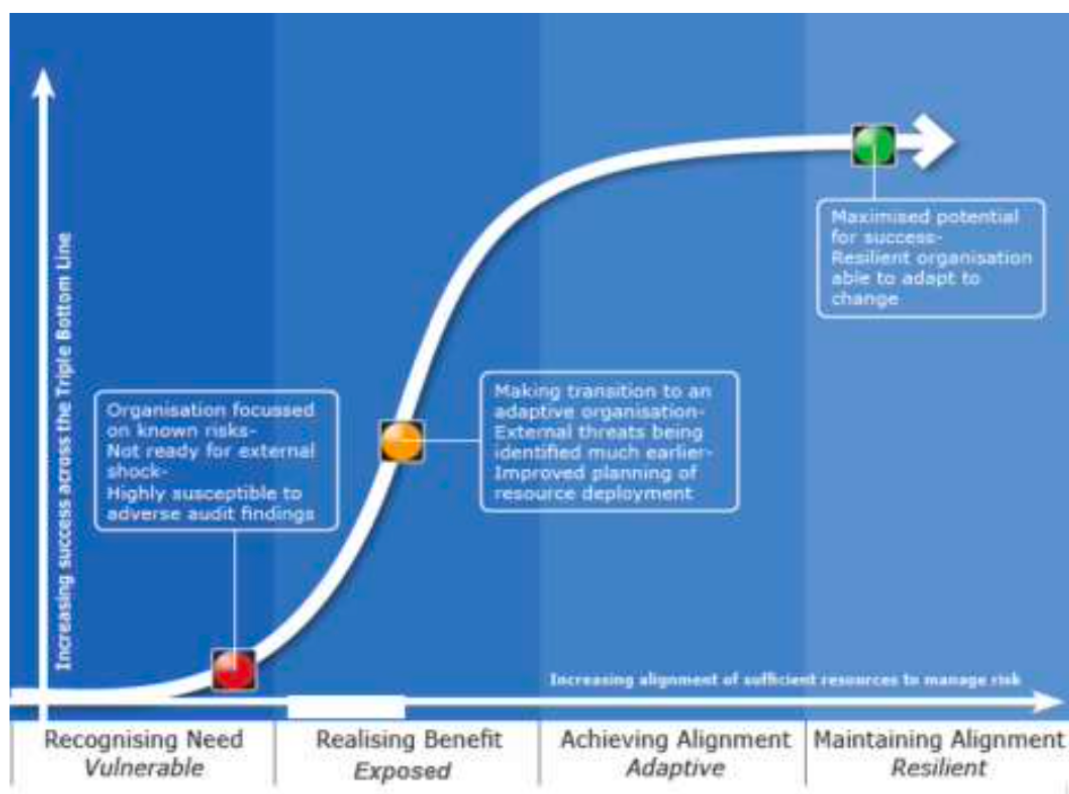 Increasing success across the Triple Bottom Line
Maximised potential
for success-
Resilient organisation
able to adapt to
change
Making transition to an
adaptive organisation-
External threats being
identified much earlier-
Improved planning of
resource deployment
Organisation focussed
on known risks-
Not ready for external
shock-
Highly susceptible to
adverse audit findings
Increasing alignment of sufficient resources to manage risk
Recognising Need
Vulnerable
Realising Benefit
Exposed
Achieving Alignment
Adaptive
Maintaining Alignment
Resilient